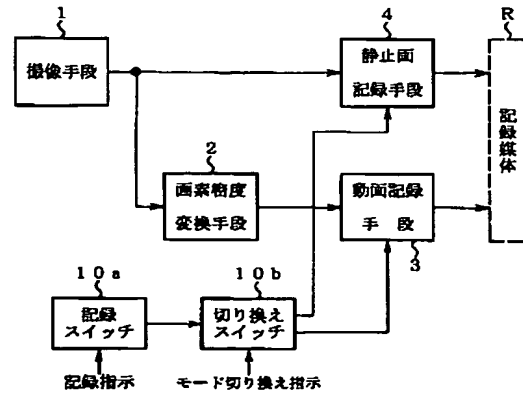 1
撮像手段
4
静止面
記録手段
R
記録媒体
2
画素密度
変換手段
動面記録
手段
3
10a
記録
スイッチ
10b
切り換え
スイッチ
記録指示
モード切り換え指示